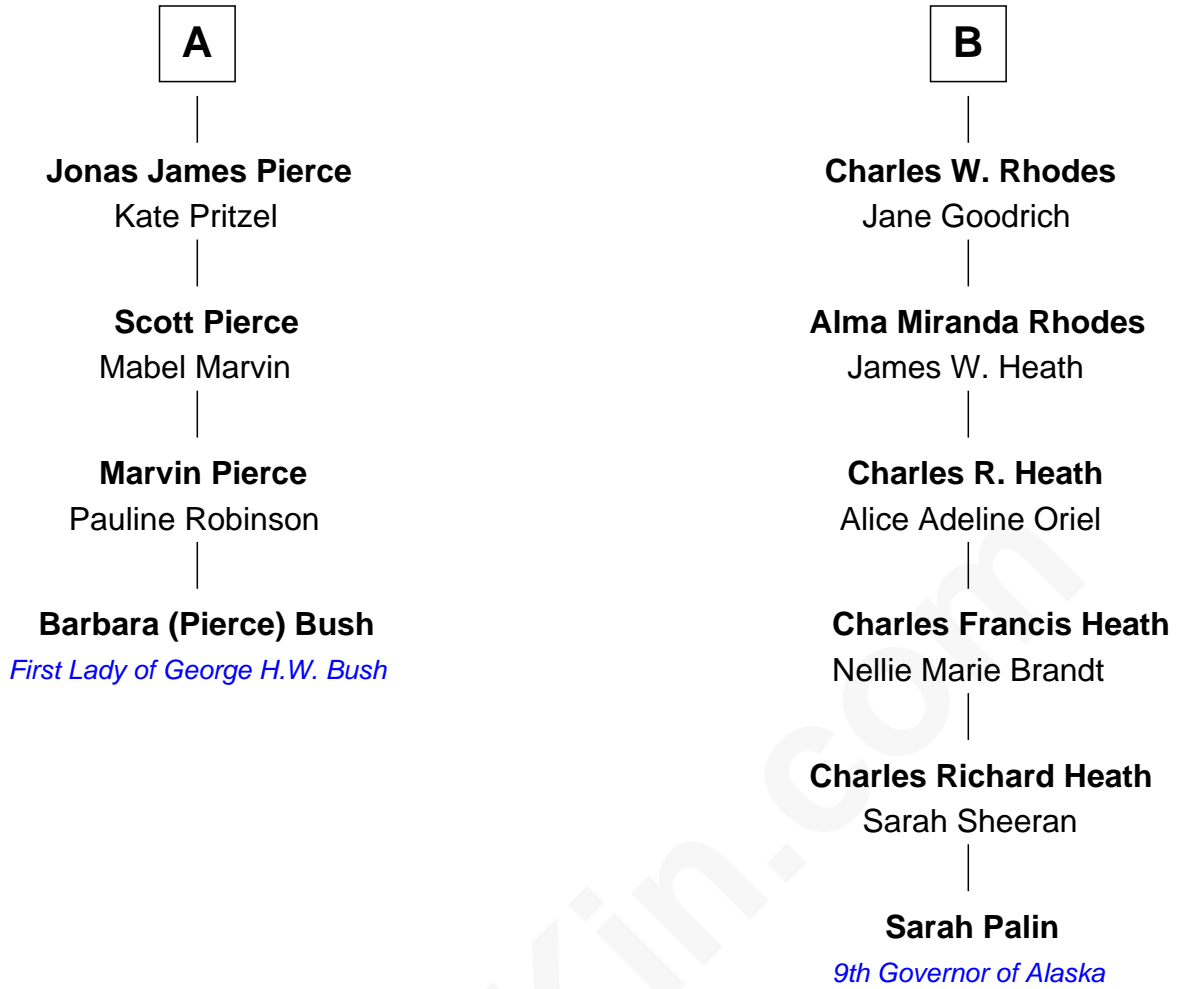 A
Jonas James Pierce
Kate Pritzel
Scott Pierce
Mabel Marvin
Marvin Pierce
Pauline Robinson
Barbara (Pierce) Bush
First Lady of George H.W. Bush
B
Charles W. Rhodes
Jane Goodrich
Alma Miranda Rhodes
James W. Heath
Charles R. Heath
Alice Adeline Oriel
Charles Francis Heath
Nellie Marie Brandt
Charles Richard Heath
Sarah Sheeran
Sarah Palin
9th Governor of Alaska
Kin.com